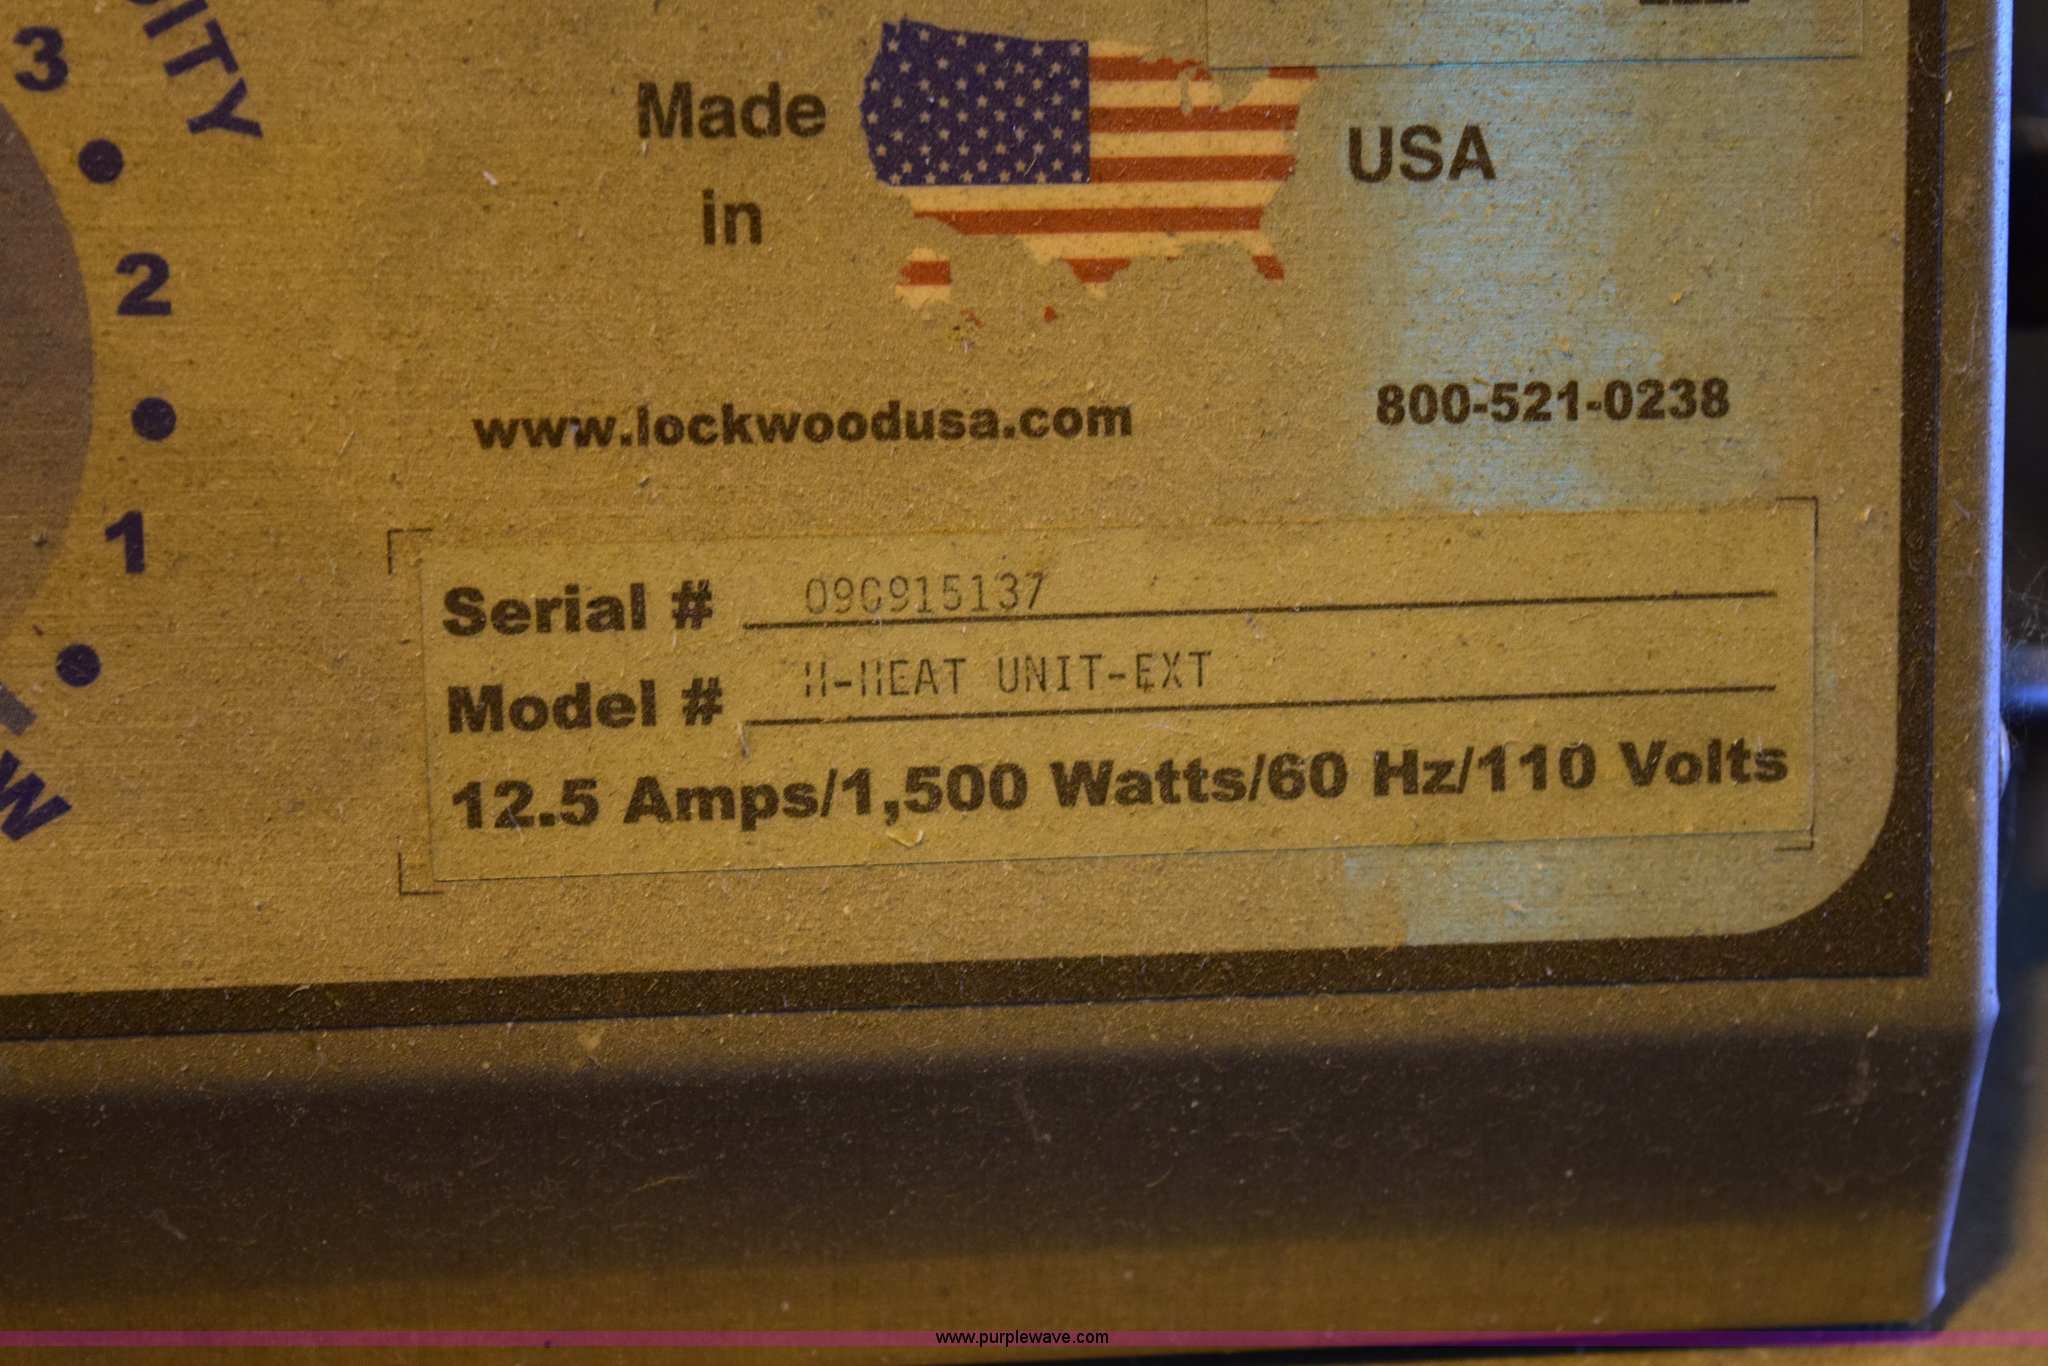 3
2
1
Made
in
USA
www.lockwoodusa.com
800-521-0238
Serial #
Model # H-HEAT UNIT-EXT
12.5 Amps/1,500 Watts/60 Hz/110 Volts
www.purplewave.com